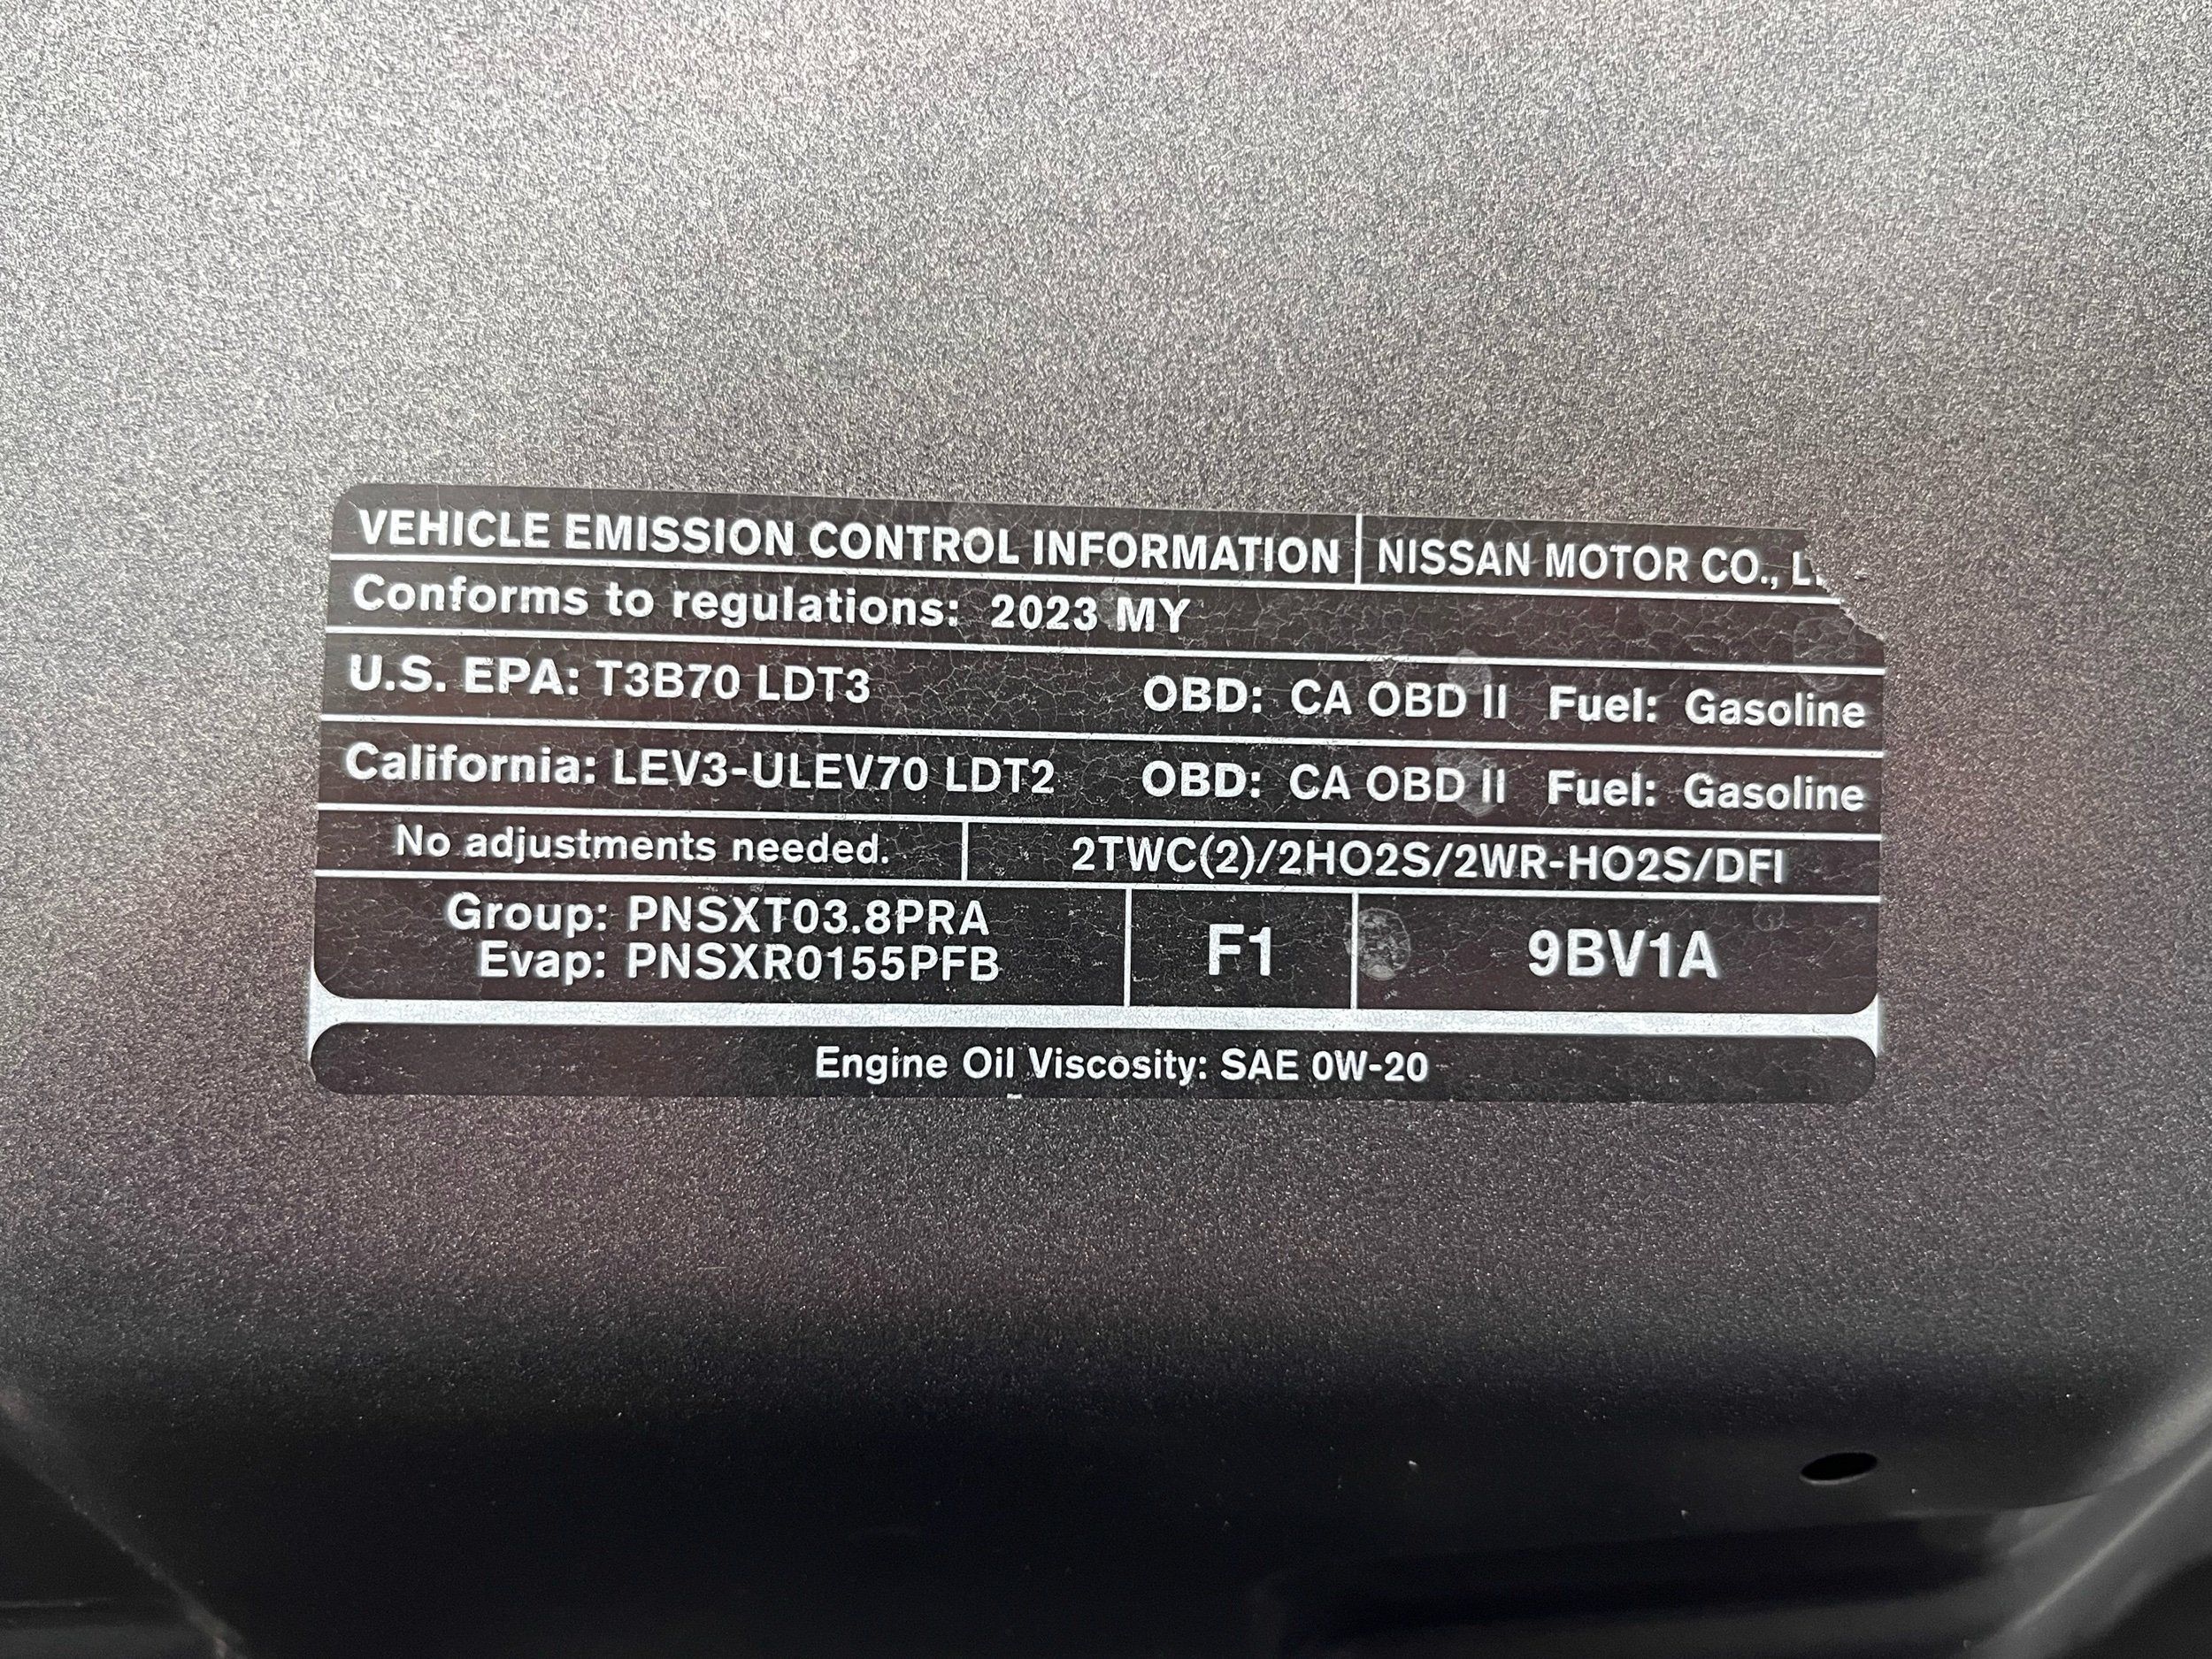 VEHICLE EMISSION CONTROL INFORMATION NISSAN MOTOR CO.,
Conforms to regulations: 2023 MY
U.S. EPA: T3B70 LDT3 OBD: CA OBD II Fuel: Gasoline
California: LEV3-ULEV70 LDT2 OBD: CA OBD II Fuel: Gasoline
No adjustments needed. 2TWC(2)/2HO2S/2WR-HO2S/DFI
Group: PNSXT03.8PRA
Evap: PNSXR0155PFB
F1
9BV1A
Engine Oil Viscosity: SAE 0W-20